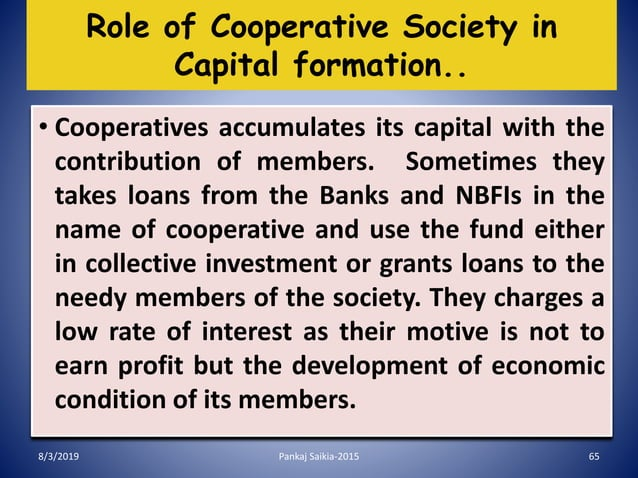 Role of Cooperative Society in
Capital formation..
• Cooperatives accumulates its capital with the
contribution of members. Sometimes they
takes loans from the Banks and NBFIs in the
name of cooperative and use the fund either
in collective investment or grants loans to the
needy members of the society. They charges a
low rate of interest as their motive is not to
earn profit but the development of economic
condition of its members.
8/3/2019 Pankaj Saikia-2015 65